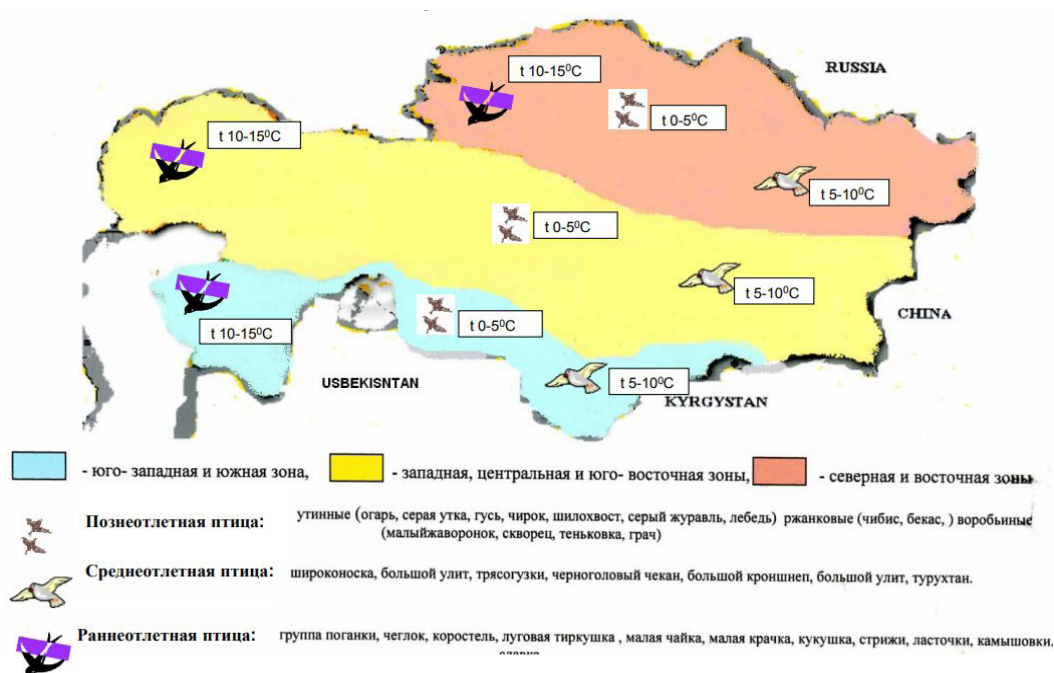 RUSSIA
t 10-15⁰C
t 0-5⁰C
t 10-15⁰C
t 5-10⁰C
t 0-5⁰C
t 5-10⁰C
CHINA
t 10-15⁰C
t 0-5⁰C
USBEKISNTAN
t 5-10⁰C
KYRGYSTAN
- юго- западная и южная зона, - западная, центральная и юго- восточная зоны, - северная и восточная зоны
Познеотлетная птица: утинные (огарь, серая утка, гусь, чирок, шилохвост, серый журавль, лебедь) ржанковые (чибис, бекас, ) воробьиные
(малыйжаворонок, скворец, теньковка, грач)
Среднеотлетная птица: широконоска, большой улит, трясогузки, черноголовый чекан, большой кроншнеп, большой улит, турухтан.
Раннеотлетная птица: группа поганки, чеглок, коростель, луговая тиркушка , малая чайка, малая крачка, кукушка, стрижи, ласточки, камышовки,